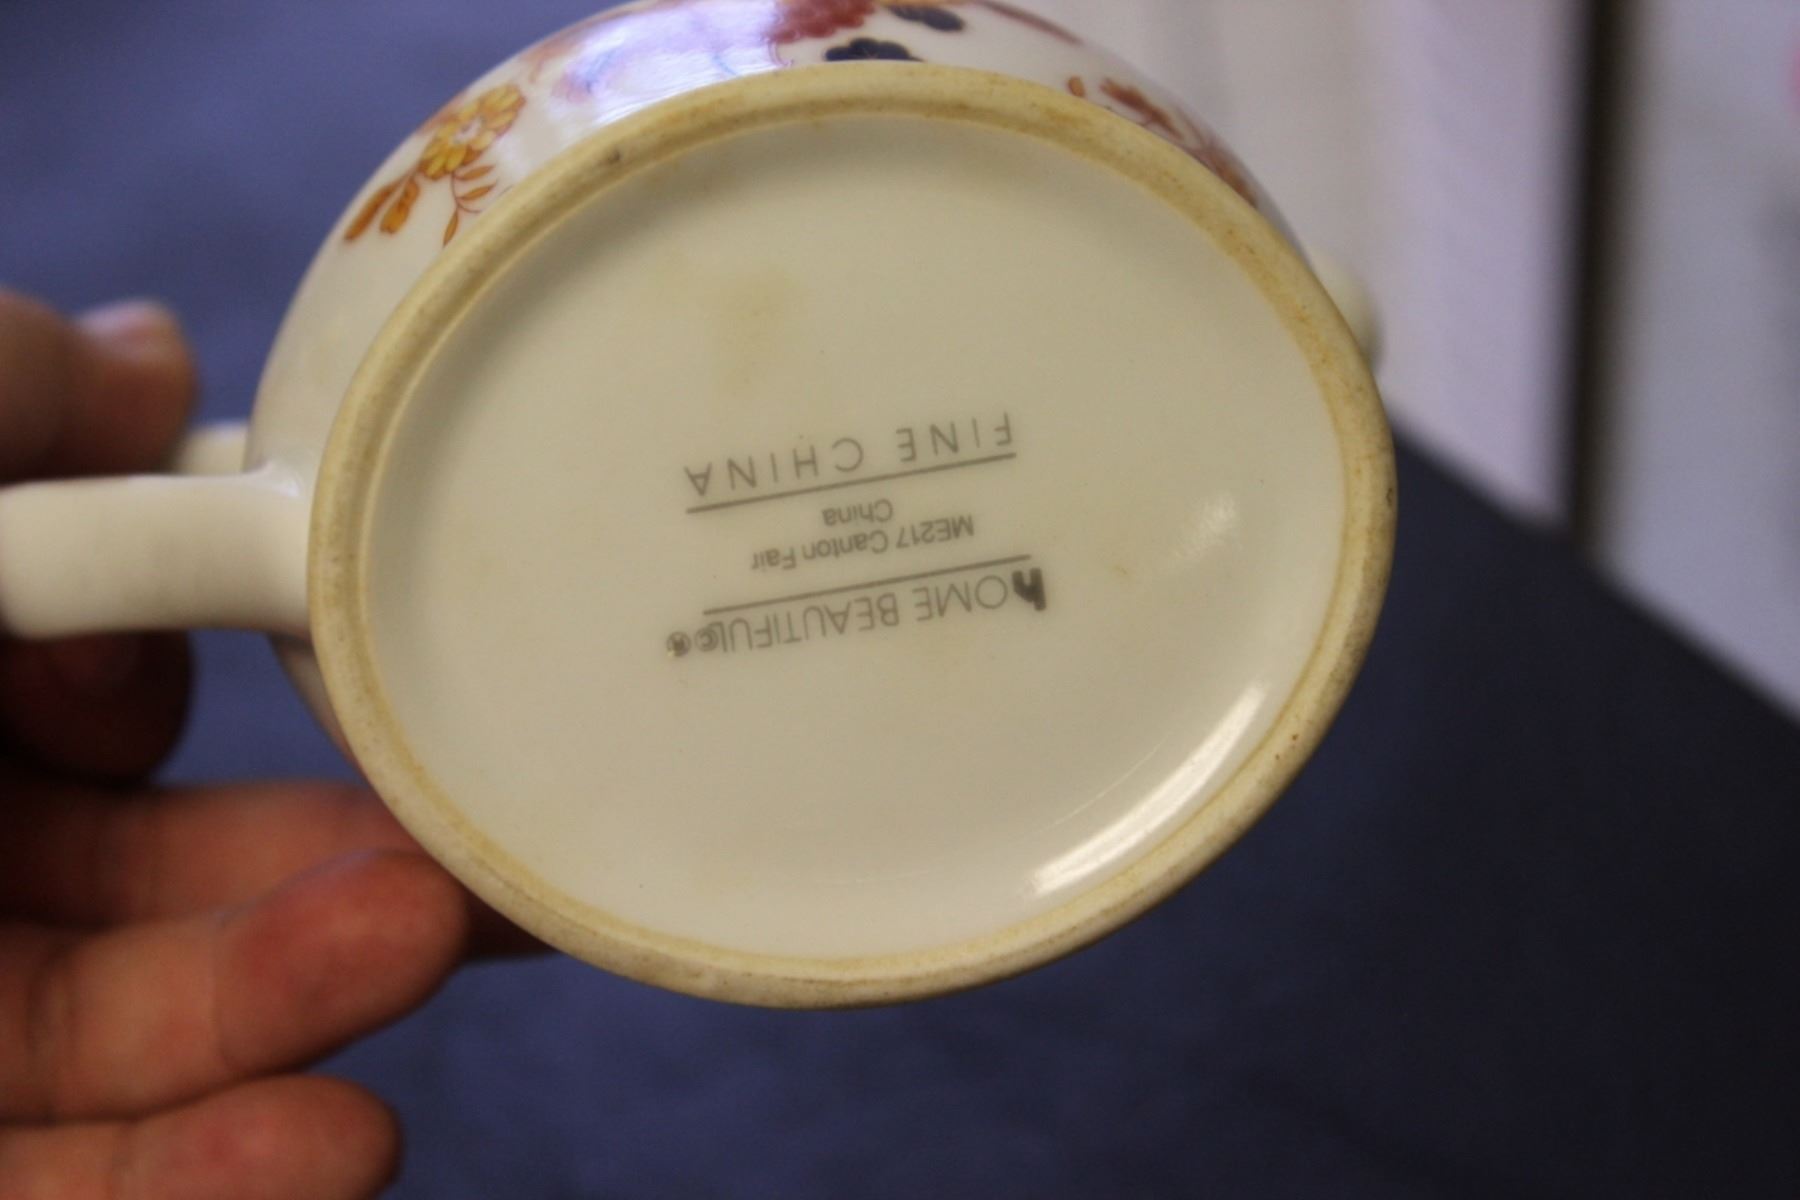 hOME BEAUTIFUL©®
ME217 Canton Fair
China
FINE CHINA